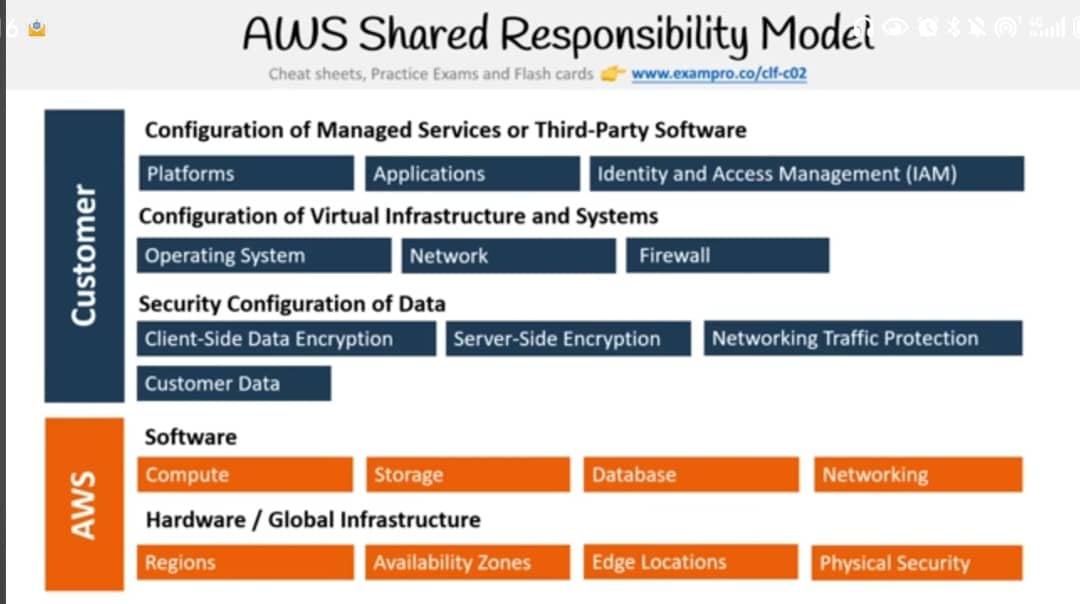 16
AWS Shared Responsibility Model
Cheat sheets, Practice Exams and Flash cards 👉 www.exampro.co/clf-c02
Customer
Configuration of Managed Services or Third-Party Software
Platforms Applications Identity and Access Management (IAM)
Configuration of Virtual Infrastructure and Systems
Operating System Network Firewall
Security Configuration of Data
Client-Side Data Encryption Server-Side Encryption Networking Traffic Protection
Customer Data
AWS
Software
Compute Storage Database Networking
Hardware / Global Infrastructure
Regions Availability Zones Edge Locations Physical Security